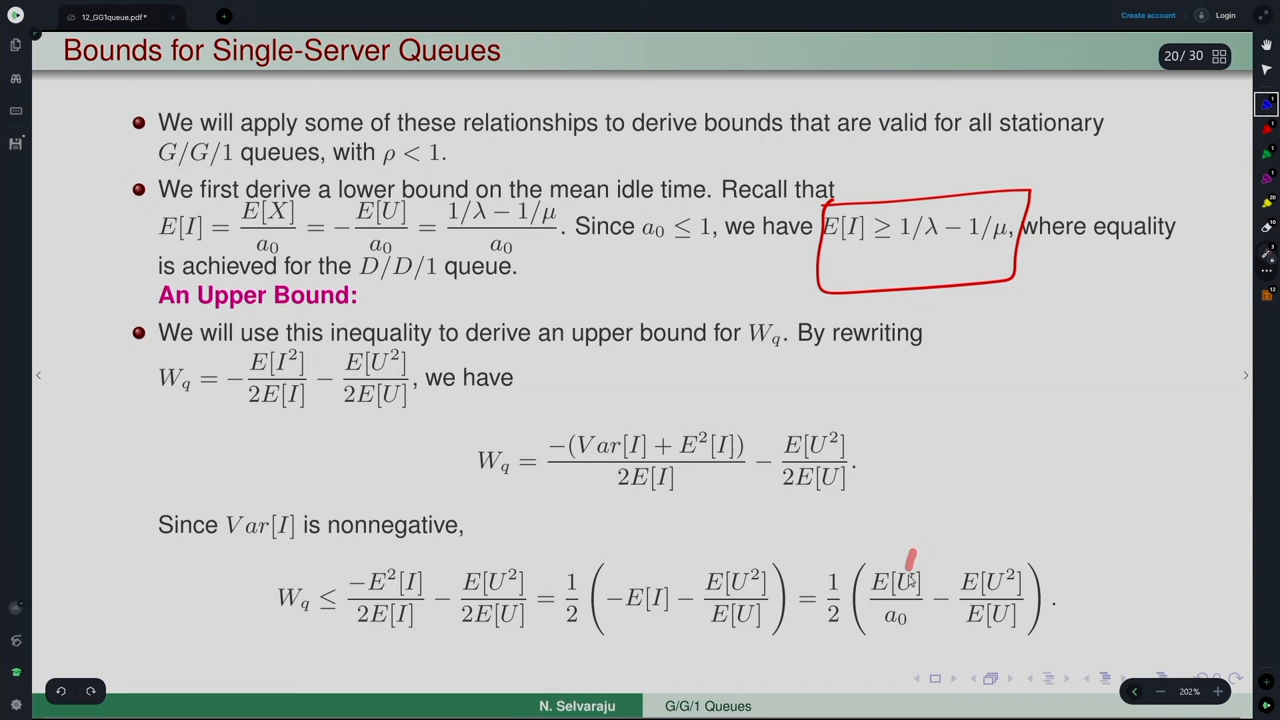 12_GG1queue.pdf*
Create account
Login
Bounds for Single-Server Queues
20 / 30
We will apply some of these relationships to derive bounds that are valid for all stationary
G/G/1 queues, with ρ < 1.
We first derive a lower bound on the mean idle time. Recall that
E[I] = E[X]/a₀ = −E[U]/a₀ = (1/λ − 1/μ)/a₀. Since a₀ ≤ 1, we have E[I] ≥ 1/λ − 1/μ, where equality
is achieved for the D/D/1 queue.
An Upper Bound:
We will use this inequality to derive an upper bound for W_q. By rewriting
W_q = −E[I²]/2E[I] − E[U²]/2E[U], we have
W_q = −(Var[I] + E²[I])/2E[I] − E[U²]/2E[U].
Since Var[I] is nonnegative,
W_q ≤ −E²[I]/2E[I] − E[U²]/2E[U] = 1/2 (−E[I] − E[U²]/E[U]) = 1/2 (E[U]/a₀ − E[U²]/E[U]).
N. Selvaraju
G/G/1 Queues
202%